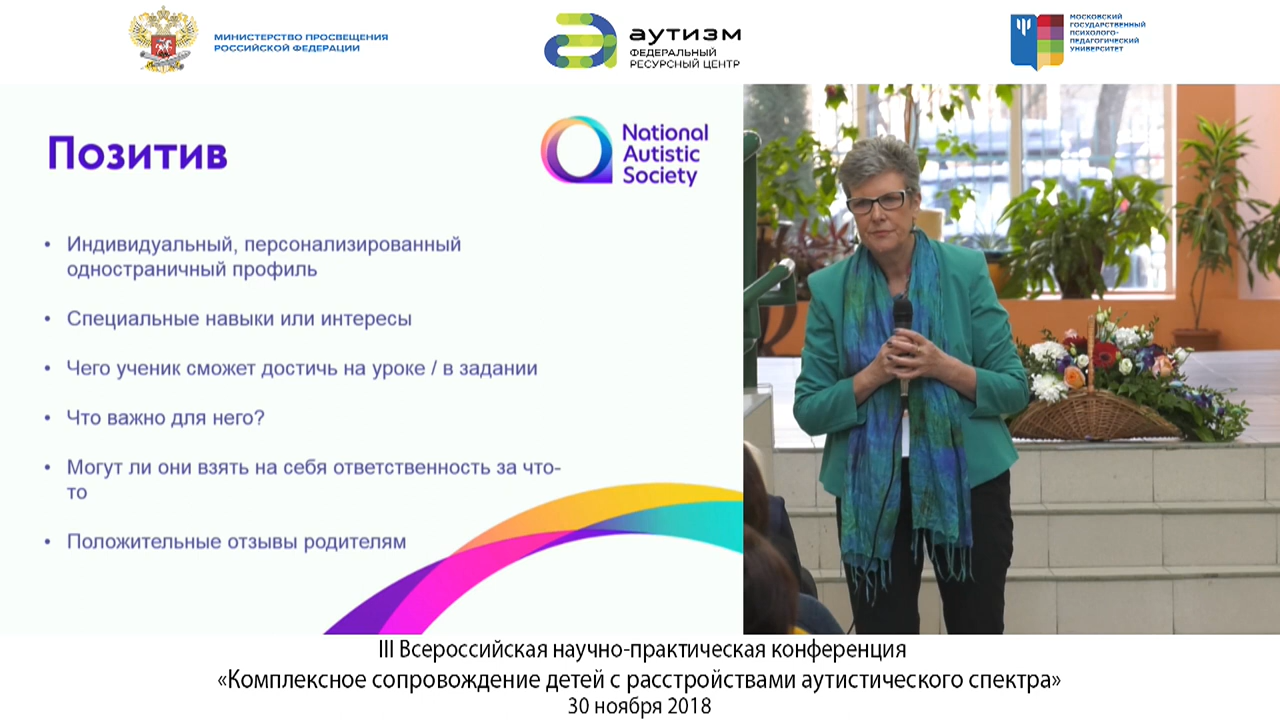 МИНИСТЕРСТВО ПРОСВЕЩЕНИЯ
РОССИЙСКОЙ ФЕДЕРАЦИИ
аутизм
ФЕДЕРАЛЬНЫЙ
РЕСУРСНЫЙ ЦЕНТР
МОСКОВСКИЙ
ГОСУДАРСТВЕННЫЙ
ПСИХОЛОГО-
ПЕДАГОГИЧЕСКИЙ
УНИВЕРСИТЕТ
Позитив
National
Autistic
Society
• Индивидуальный, персонализированный
одностраничный профиль
• Специальные навыки или интересы
• Чего ученик сможет достичь на уроке / в задании
• Что важно для него?
• Могут ли они взять на себя ответственность за что-
то
• Положительные отзывы родителям
III Всероссийская научно-практическая конференция
«Комплексное сопровождение детей с расстройствами аутистического спектра»
30 ноября 2018